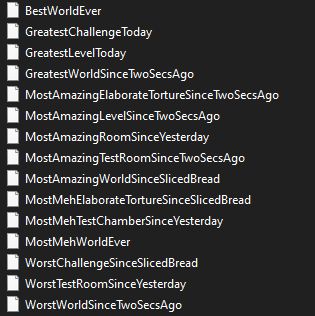 BestWorldEver
GreatestChallengeToday
GreatestLevelToday
GreatestWorldSinceTwoSecsAgo
MostAmazingElaborateTortureSinceTwoSecsAgo
MostAmazingLevelSinceTwoSecsAgo
MostAmazingRoomSinceYesterday
MostAmazingTestRoomSinceTwoSecsAgo
MostAmazingWorldSinceSlicedBread
MostMehElaborateTortureSinceSlicedBread
MostMehTestChamberSinceYesterday
MostMehWorldEver
WorstChallengeSinceSlicedBread
WorstTestRoomSinceYesterday
WorstWorldSinceTwoSecsAgo